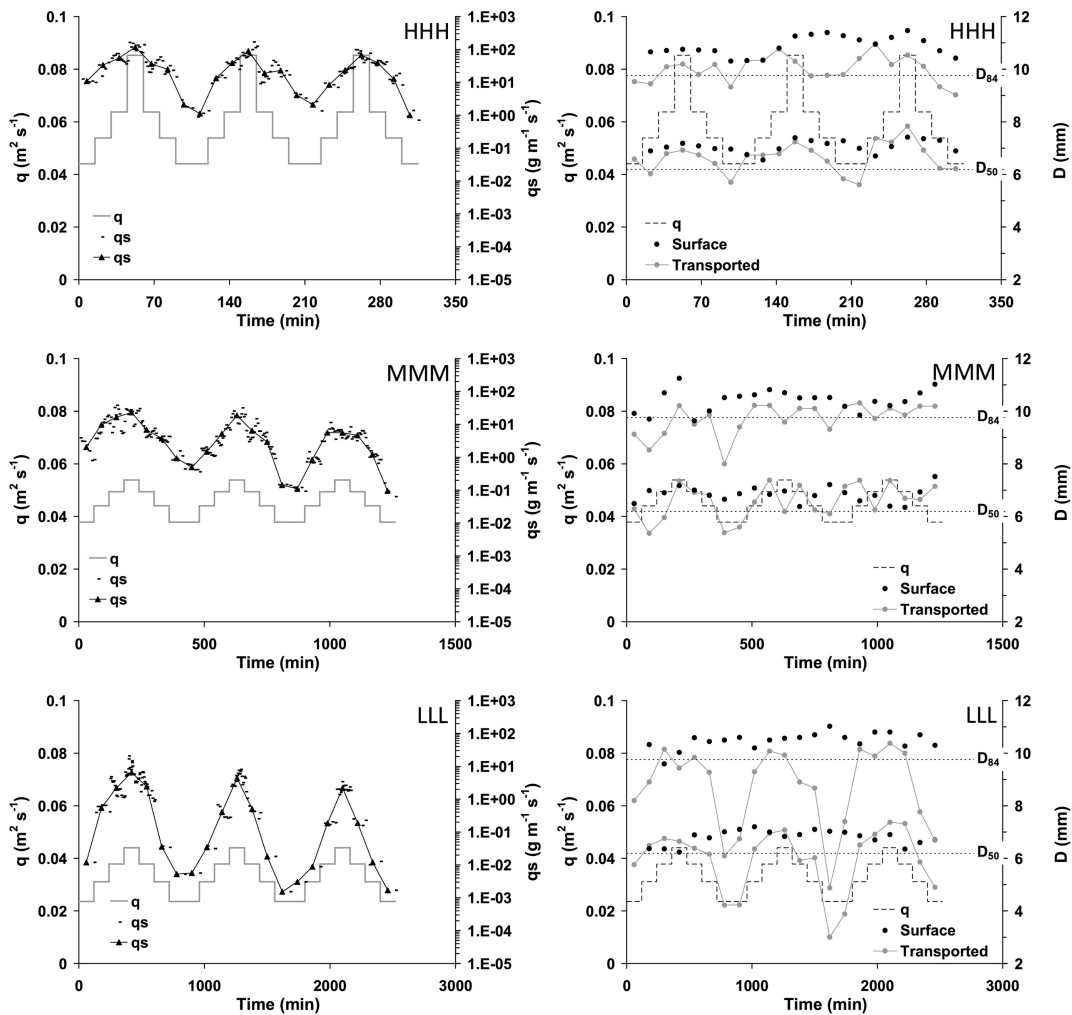 HHH
q (m2 s-1)
0.1
0.08
0.06
0.04
0.02
0
1.E+03
1.E+02
1.E+01
1.E+00
1.E-01
1.E-02
1.E-03
1.E-04
1.E-05
qs (g m-1 s-1)
q
qs
qs
0 70 140 210 280 350
Time (min)
HHH
q (m2 s-1)
0.1
0.08
0.06
0.04
0.02
0
12
10
8
6
4
2
D (mm)
D84
D50
q
Surface
Transported
0 70 140 210 280 350
Time (min)
MMM
q (m2 s-1)
0.1
0.08
0.06
0.04
0.02
0
1.E+03
1.E+02
1.E+01
1.E+00
1.E-01
1.E-02
1.E-03
1.E-04
1.E-05
qs (g m-1 s-1)
q
qs
qs
0 500 1000 1500
Time (min)
MMM
q (m2 s-1)
0.1
0.08
0.06
0.04
0.02
0
12
10
8
6
4
2
D (mm)
D84
D50
q
Surface
Transported
0 500 1000 1500
Time (min)
LLL
q (m2 s-1)
0.1
0.08
0.06
0.04
0.02
0
1.E+03
1.E+02
1.E+01
1.E+00
1.E-01
1.E-02
1.E-03
1.E-04
1.E-05
qs (g m-1 s-1)
q
qs
qs
0 1000 2000 3000
Time (min)
LLL
q (m2 s-1)
0.1
0.08
0.06
0.04
0.02
0
12
10
8
6
4
2
D (mm)
D84
D50
q
Surface
Transported
0 1000 2000 3000
Time (min)